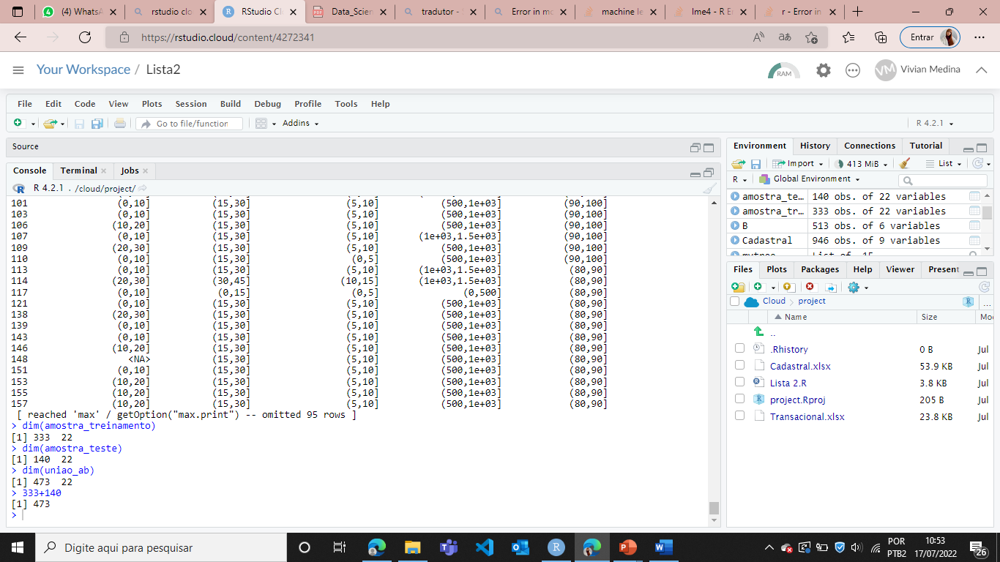 (4) WhatsA
rstudio clo
RStudio Cl
Data_Scien
tradutor -
Error in mo
machine le
lme4 - R Er
r - Error in
https://rstudio.cloud/content/4272341
Entrar
Your Workspace / Lista2
RAM
VM
Vivian Medina
File Edit Code View Plots Session Build Debug Profile Tools Help
Go to file/function
Addins
R 4.2.1
Source
Console Terminal Jobs
R 4.2.1 . /cloud/project/
101 (0,10] (15,30] (5,10] (500,1e+03] (90,100]
103 (0,10] (15,30] (5,10] (500,1e+03] (90,100]
106 (10,20] (15,30] (5,10] (500,1e+03] (90,100]
107 (0,10] (15,30] (5,10] (1e+03,1.5e+03] (90,100]
109 (20,30] (15,30] (5,10] (500,1e+03] (90,100]
110 (0,10] (15,30] (0,5] (500,1e+03] (90,100]
113 (0,10] (15,30] (5,10] (1e+03,1.5e+03] (80,90]
114 (20,30] (30,45] (10,15] (1e+03,1.5e+03] (80,90]
117 (0,10] (0,15] (0,5] (0,500] (80,90]
121 (0,10] (15,30] (5,10] (500,1e+03] (80,90]
138 (20,30] (15,30] (5,10] (500,1e+03] (80,90]
139 (0,10] (15,30] (5,10] (500,1e+03] (80,90]
143 (0,10] (15,30] (5,10] (500,1e+03] (80,90]
146 (10,20] (15,30] (5,10] (500,1e+03] (80,90]
148 <NA> (15,30] (5,10] (500,1e+03] (80,90]
151 (0,10] (15,30] (5,10] (500,1e+03] (80,90]
153 (10,20] (15,30] (5,10] (500,1e+03] (80,90]
155 (10,20] (15,30] (5,10] (500,1e+03] (80,90]
157 (10,20] (15,30] (5,10] (500,1e+03] (80,90]
[ reached 'max' / getOption("max.print") -- omitted 95 rows ]
> dim(amostra_treinamento)
[1] 333 22
> dim(amostra_teste)
[1] 140 22
> dim(uniao_ab)
[1] 473 22
> 333+140
[1] 473
>
Environment History Connections Tutorial
Import 413 MiB List
R Global Environment
amostra_te… 140 obs. of 22 variables
amostra_tr… 333 obs. of 22 variables
B 513 obs. of 6 variables
Cadastral 946 obs. of 9 variables
mytree List of 15
Files Plots Packages Help Viewer Present
Cloud project ...
Name Size Mo
..
.Rhistory 0 B Jul
Cadastral.xlsx 53.9 KB Jul
Lista 2.R 3.8 KB Jul
project.Rproj 205 B Jul
Transacional.xlsx 23.8 KB Jul
Digite aqui para pesquisar
POR
PTB2
10:53
17/07/2022
26